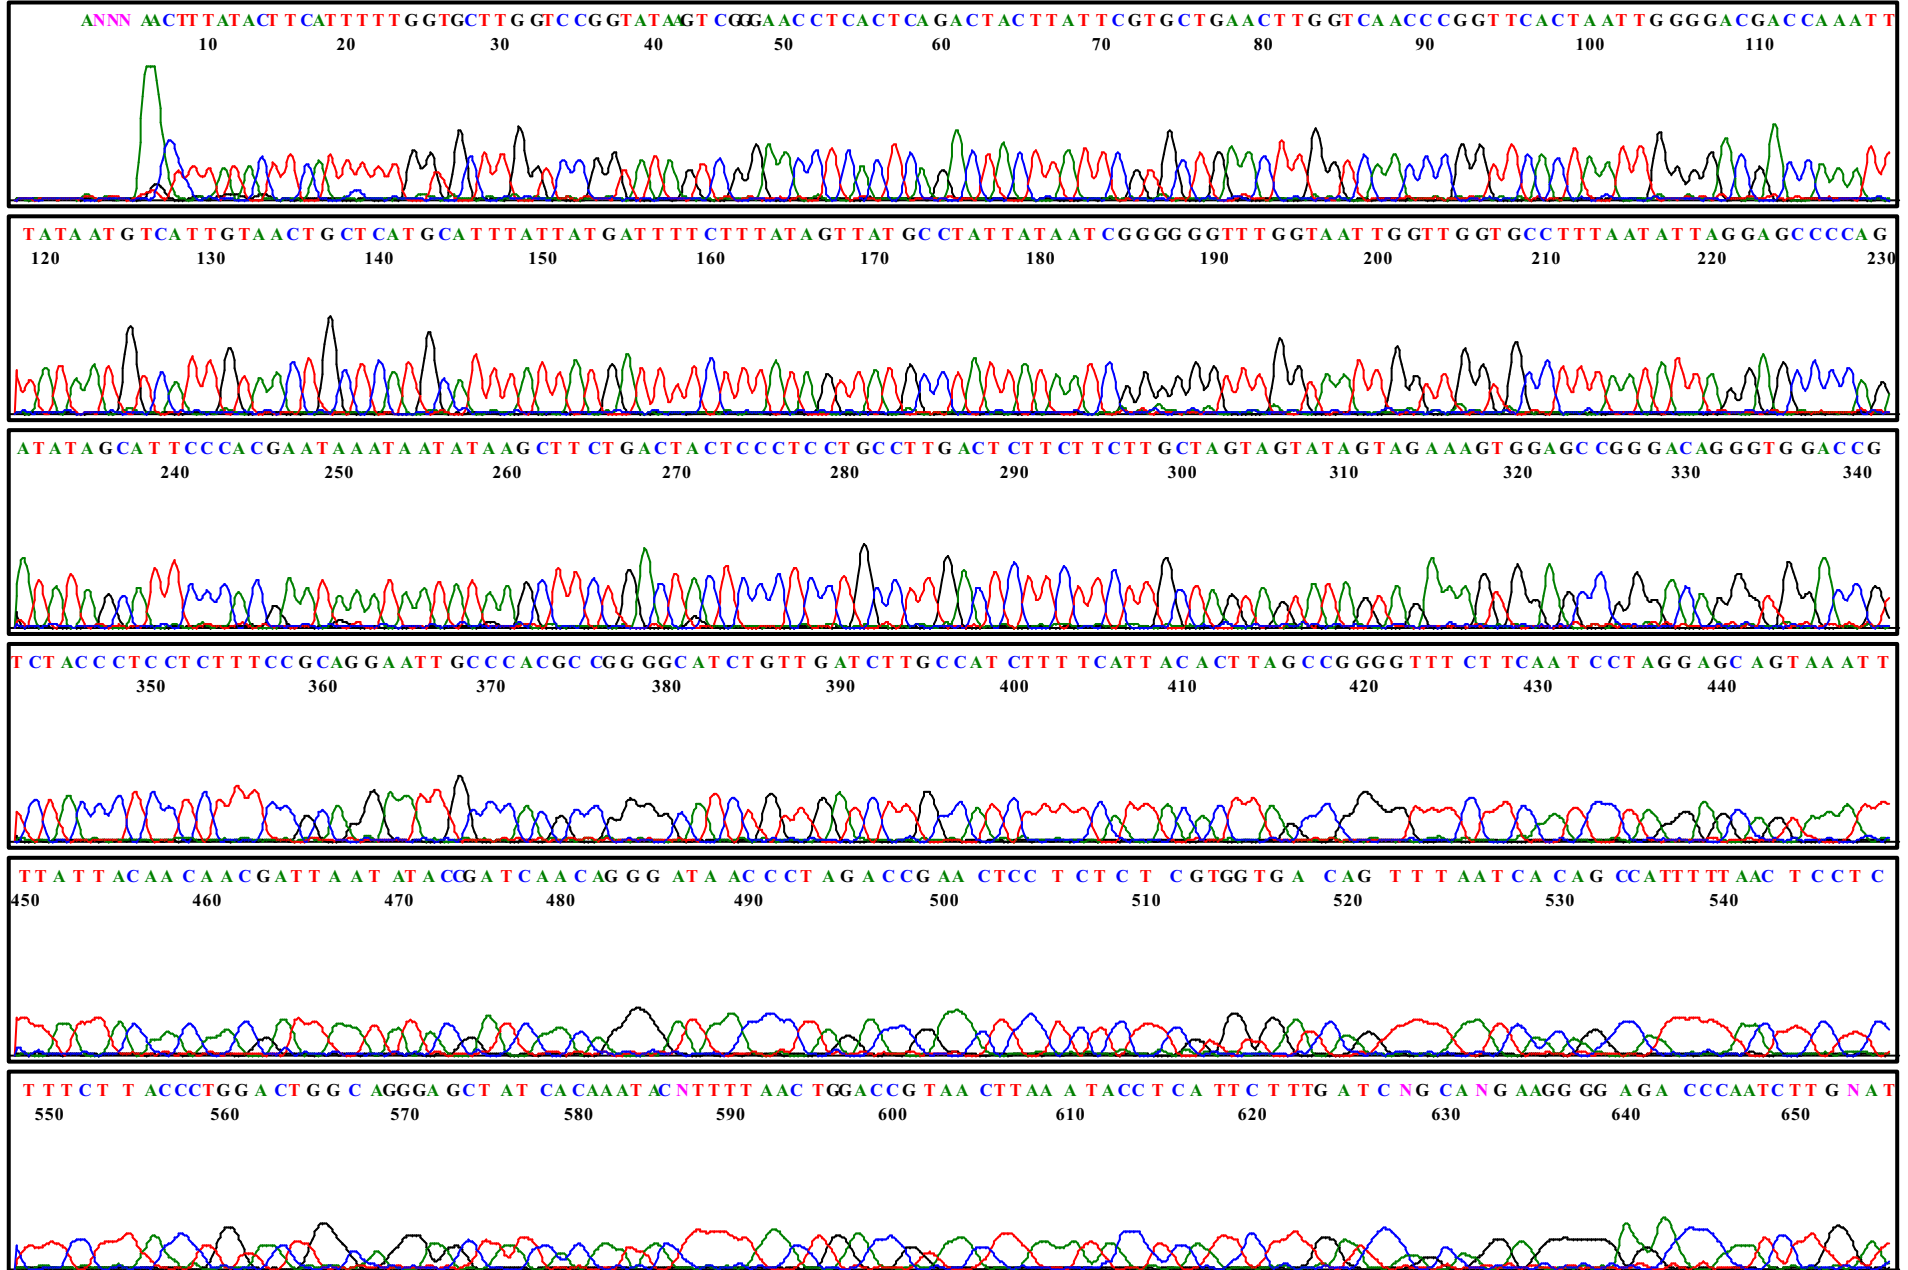 ANNN AACTTTATACTTCATTTTTGGTGCTTGGTCCGGTATAAGTCGGGAACCTCACTCAGACTACTTATTCGTGCTGAACTTGGTCAACCCGGTTCACTAATTGGGGACGACCAAATT
10 20 30 40 50 60 70 80 90 100 110
TATAATGTCATTGTAACTGCTCATGCATTTATTATGATTTTCTTTATAGTTATGCCTATTATAATCGGGGGGTTTGGTAATTGGTTGGTGCCTTTAATATTAGGAGCCCCAG
120 130 140 150 160 170 180 190 200 210 220 230
ATATAGCATTCCCACGAATAAATAATATAAGCTTCTGACTACTCCCTCCTGCCTTGACTCTTCTTCTTGCTAGTAGTATAGTAGAAAGTGGAGCCGGGACAGGGTGGACCG
240 250 260 270 280 290 300 310 320 330 340
TCTACCCTCCTCTTTCCGCAGGAATTGCCCACGCCGGGGCATCTGTTGATCTTGCCATCTTTTCATTACACTTAGCCGGGGTTTCTTCAATCCTAGGAGCAGTAAATT
350 360 370 380 390 400 410 420 430 440
TTATTACAACAACGATTAATATACCGATCAACAGGGATAACCCTAGACCGAACTCCTCTCTCGTGGTGACAGTTTAATCACAGCCATTTTTAACTCCTC
450 460 470 480 490 500 510 520 530 540
TTTCTTACCCTGGACTGGCAGGGAGCTATCACAAATACNTTTTAACTGGACCGTAACTTAAATACCTCATTCTTTGATCNGCANGAAGGGGAGACCCAATCTTGNAT
550 560 570 580 590 600 610 620 630 640 650